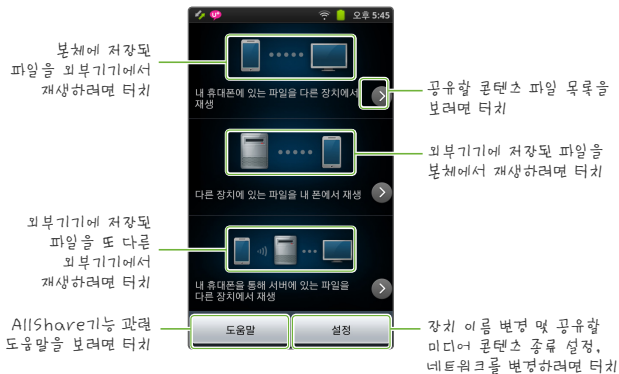 오후 5:45
본체에 저장된
파일을 외부기기에서
재생하려면 터치
내 휴대폰에 있는 파일을 다른 장치에서
재생
공유할 콘텐츠 파일 목록을
보려면 터치
외부기기에 저장된 파일을
본체에서 재생하려면 터치
다른 장치에 있는 파일을 내 폰에서 재생
외부기기에 저장된
파일을 또 다른
외부기기에서
재생하려면 터치
내 휴대폰을 통해 서버에 있는 파일을
다른 장치에서 재생
AllShare기능 관련
도움말을 보려면 터치
도움말
설정
장치 이름 변경 및 공유할
미디어 콘텐츠 종류 설정,
네트워크를 변경하려면 터치